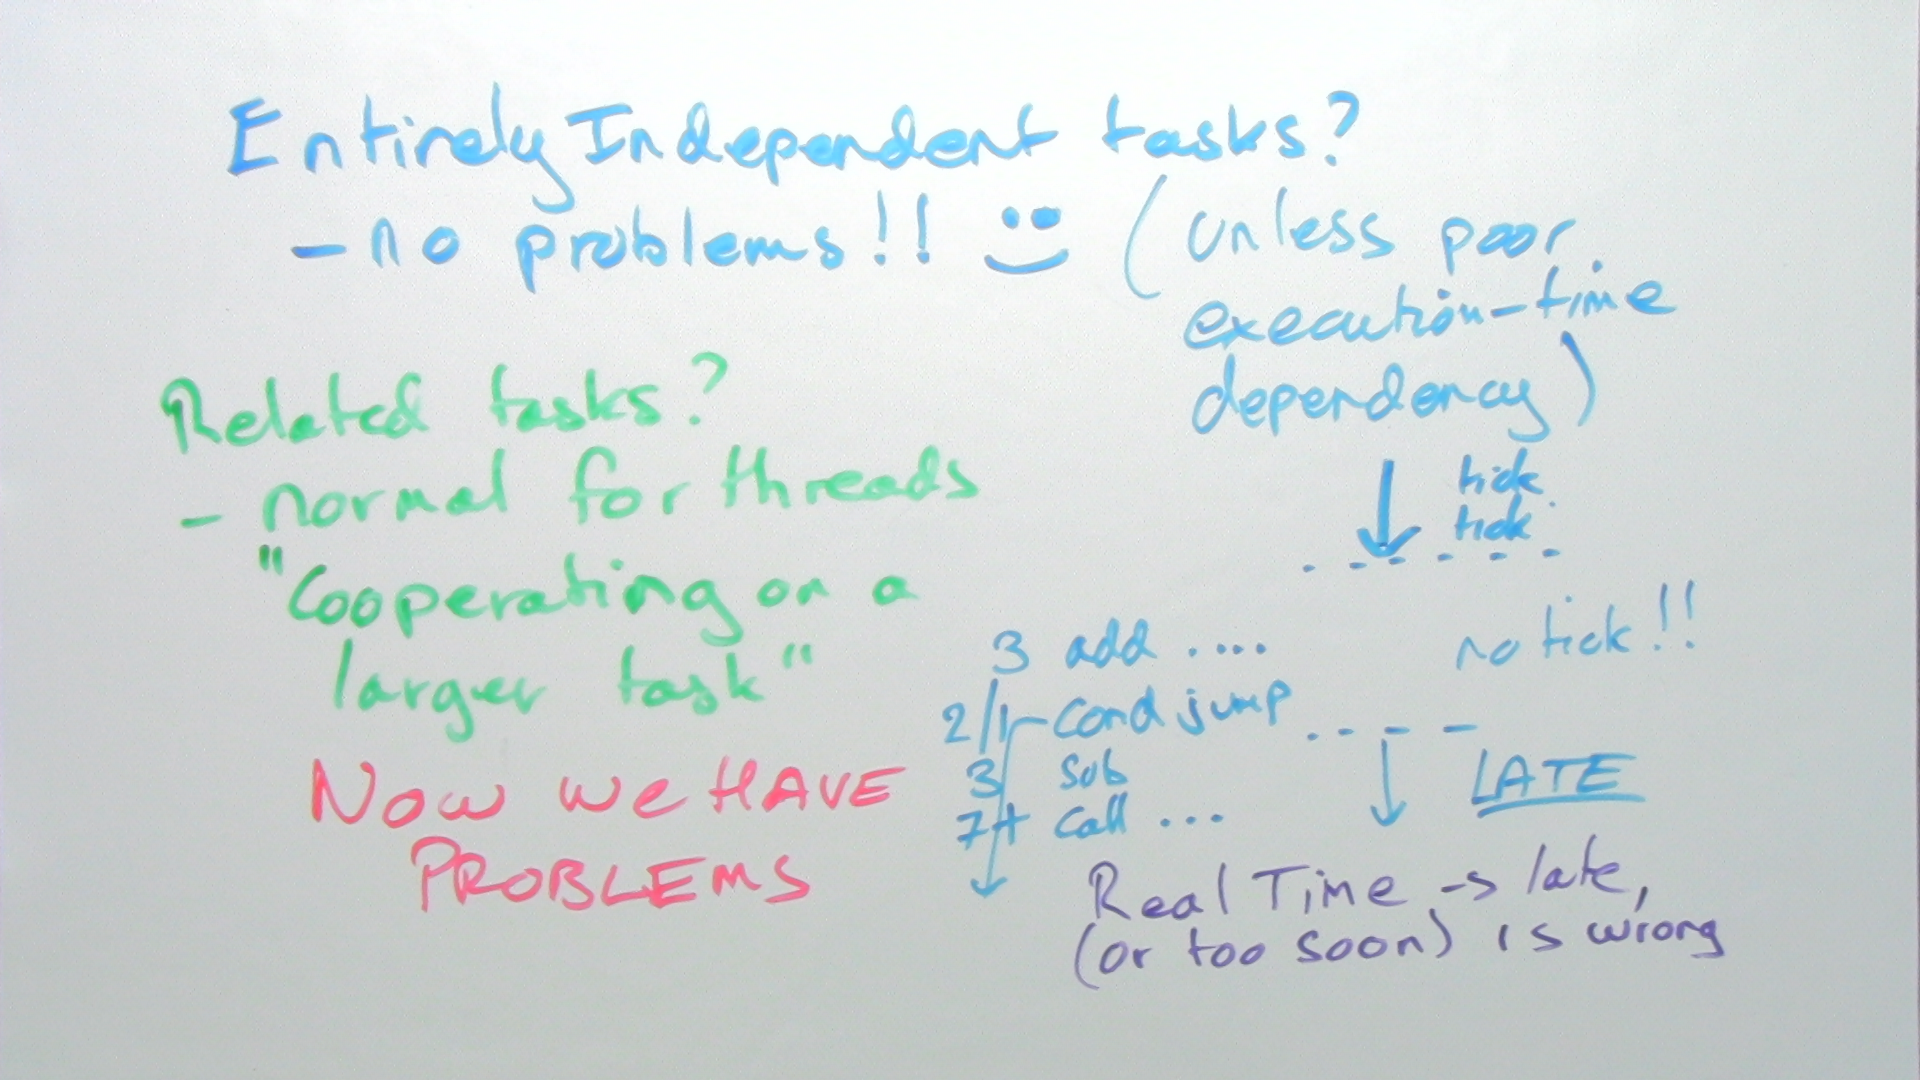 Entirely Independent tasks?
- no problems!! (unless poor
execution-time
dependency)
Related tasks?
- normal for threads
"Cooperating on a
larger task"
Now we HAVE
PROBLEMS
tick
tick
no tick!!
3 add ....
2/1 cond jump
3 sub
7+ call ...
LATE
Real Time -> late,
(or too soon) is wrong